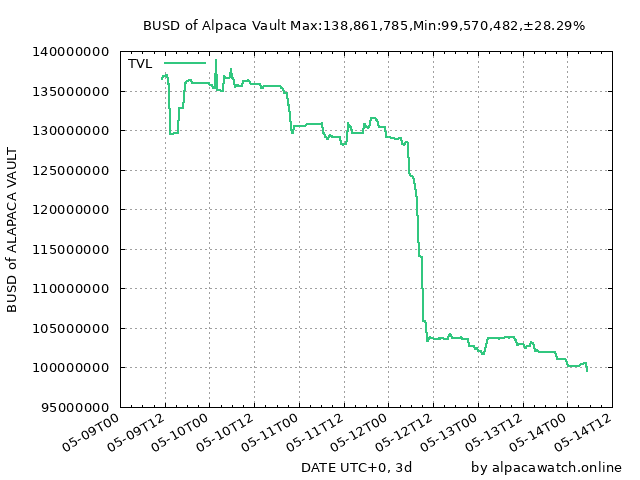 BUSD of Alpaca Vault Max:138,861,785,Min:99,570,482,±28.29%
TVL
BUSD of ALAPACA VAULT
140000000
135000000
130000000
125000000
120000000
115000000
110000000
105000000
100000000
95000000
05-09T00
05-09T12
05-10T00
05-10T12
05-11T00
05-11T12
05-12T00
05-12T12
05-13T00
05-13T12
05-14T00
05-14T12
DATE UTC+0, 3d
by alpacawatch.online